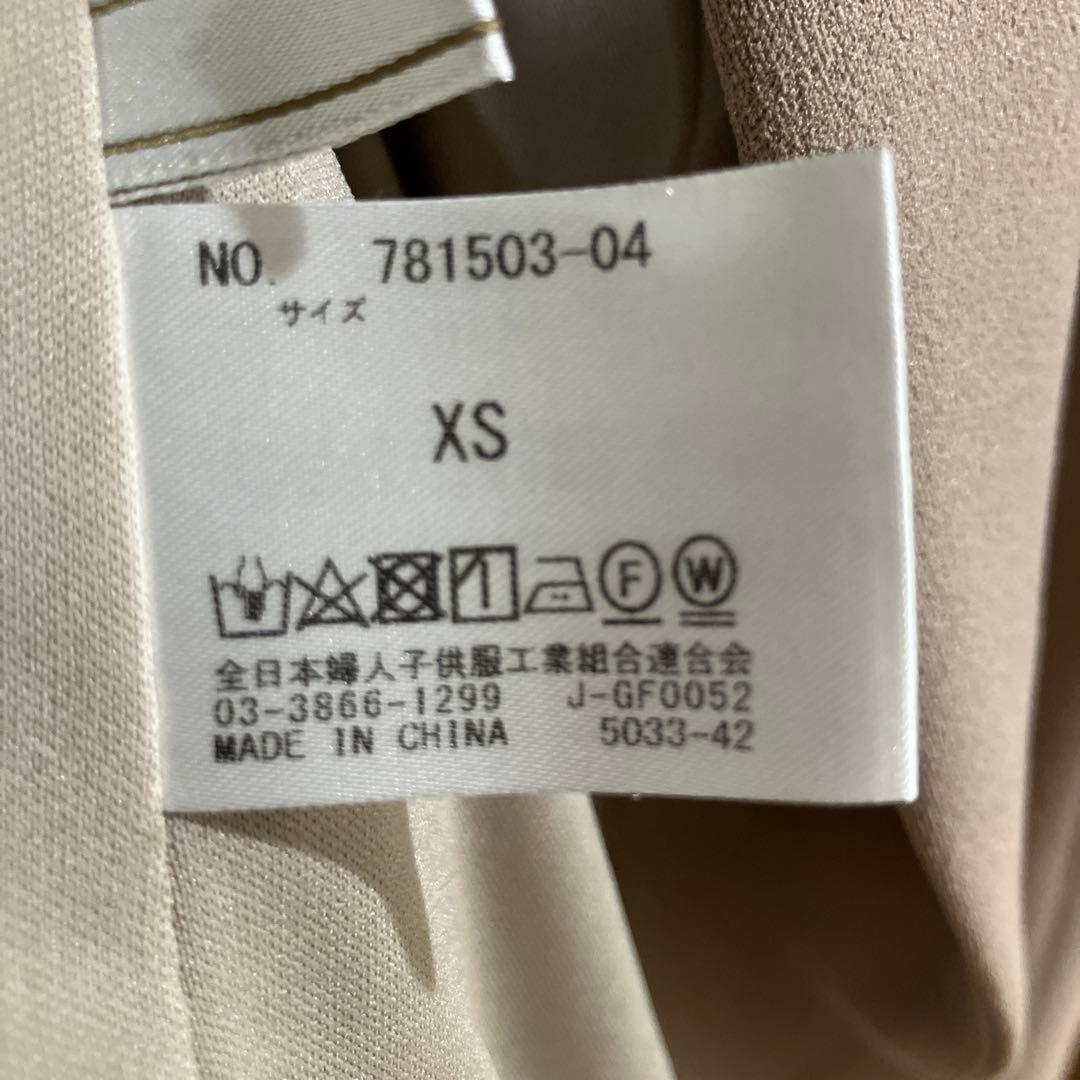 NO. 781503-04
サイズ
XS
F W
全日本婦人子供服工業組合連合会
03-3866-1299 J-GF0052
MADE IN CHINA 5033-42